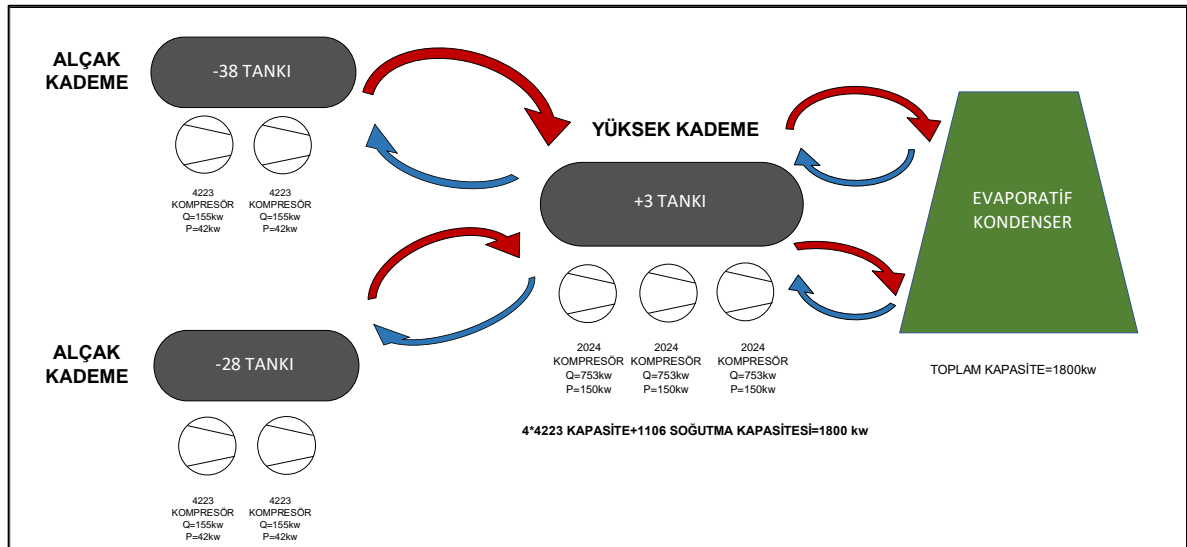 ALÇAK
KADEME
-38 TANKI
4223
KOMPRESÖR
Q=155kw
P=42kw
4223
KOMPRESÖR
Q=155kw
P=42kw
YÜKSEK KADEME
+3 TANKI
2024
KOMPRESÖR
Q=753kw
P=150kw
2024
KOMPRESÖR
Q=753kw
P=150kw
2024
KOMPRESÖR
Q=753kw
P=150kw
4*4223 KAPASİTE+1106 SOĞUTMA KAPASİTESİ=1800 kw
EVAPORATİF
KONDENSER
TOPLAM KAPASİTE=1800kw
ALÇAK
KADEME
-28 TANKI
4223
KOMPRESÖR
Q=155kw
P=42kw
4223
KOMPRESÖR
Q=155kw
P=42kw